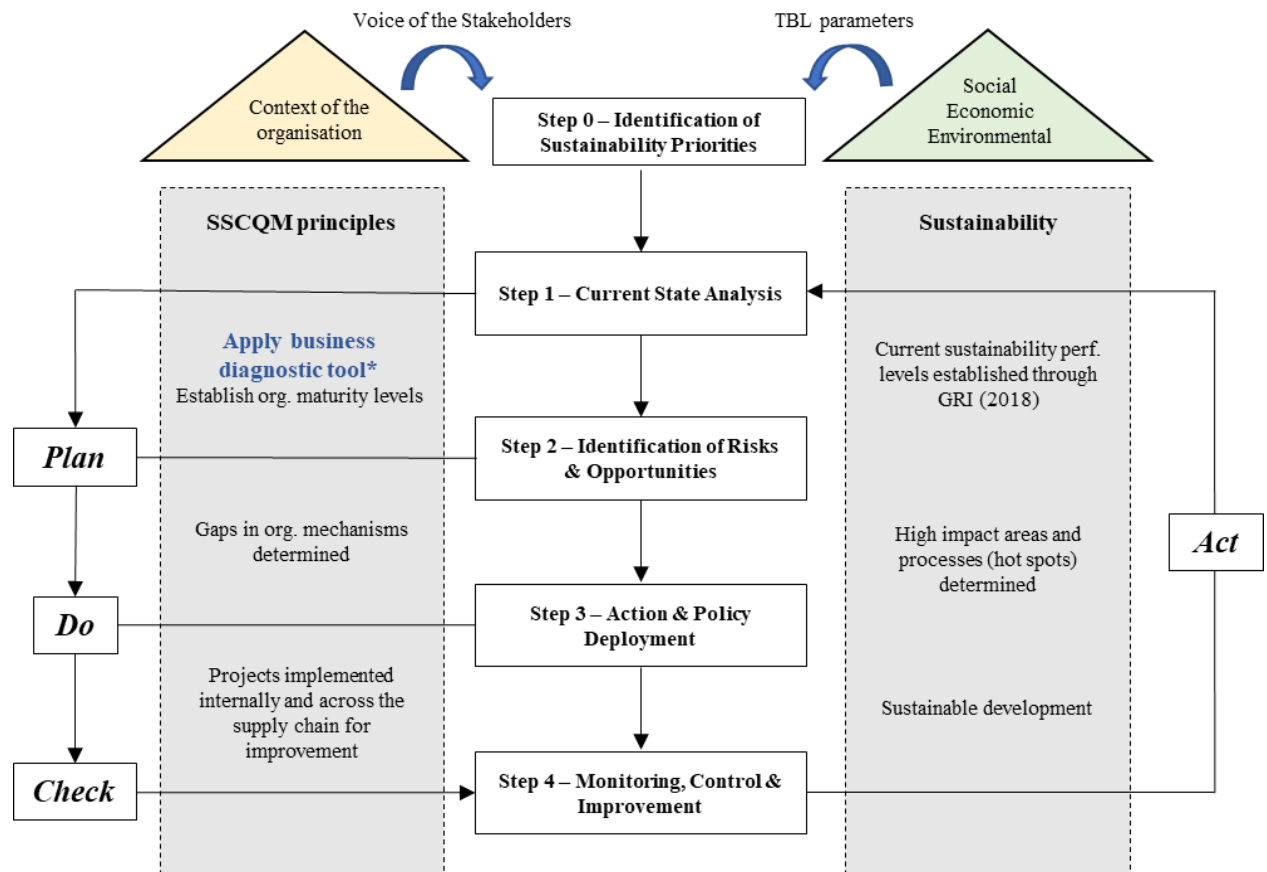 Voice of the Stakeholders
TBL parameters
Context of the
organisation
Step 0 – Identification of
Sustainability Priorities
Social
Economic
Environmental
SSCQM principles
Sustainability
Step 1 – Current State Analysis
Apply business
diagnostic tool*
Establish org. maturity levels
Current sustainability perf.
levels established through
GRI (2018)
Plan
Step 2 – Identification of Risks
& Opportunities
Gaps in org. mechanisms
determined
High impact areas and
processes (hot spots)
determined
Act
Do
Step 3 – Action & Policy
Deployment
Projects implemented
internally and across the
supply chain for
improvement
Sustainable development
Check
Step 4 – Monitoring, Control &
Improvement